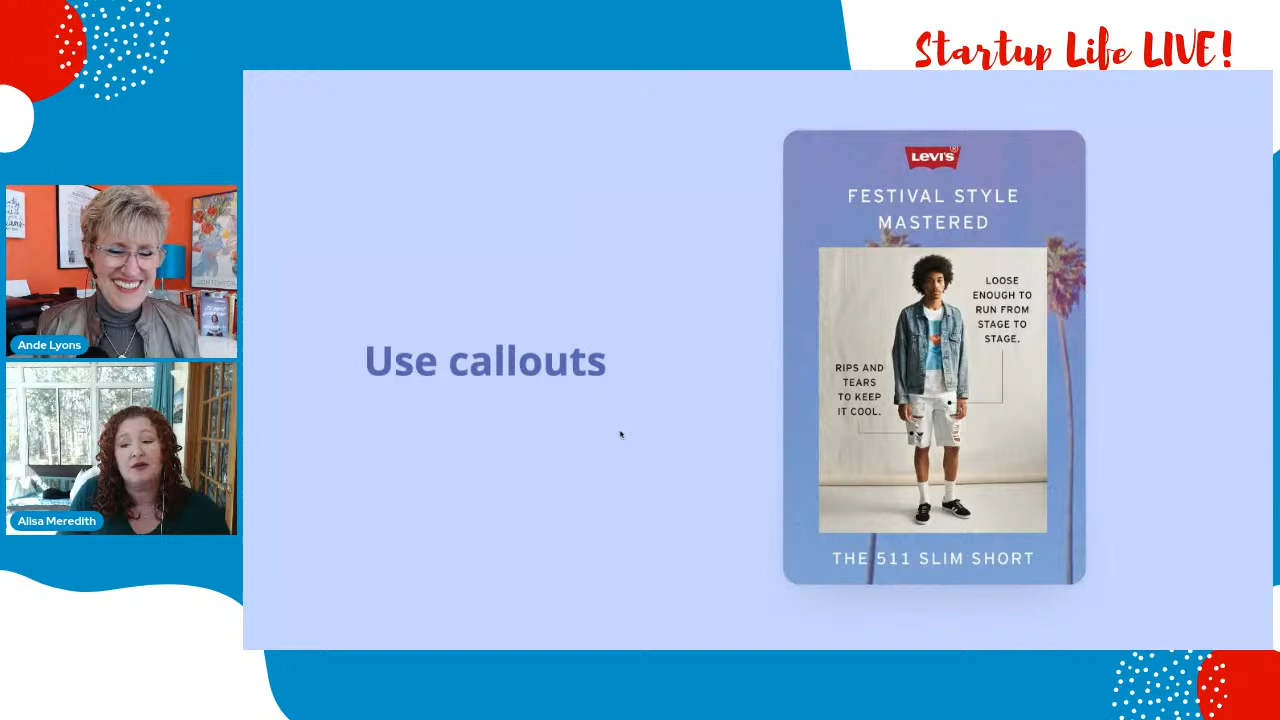 Startup Life LIVE!
Ande Lyons
Alisa Meredith
Use callouts
LEVI'S
FESTIVAL STYLE
MASTERED
LOOSE
ENOUGH TO
RUN FROM
STAGE TO
STAGE.
RIPS AND
TEARS
TO KEEP
IT COOL.
THE 511 SLIM SHORT